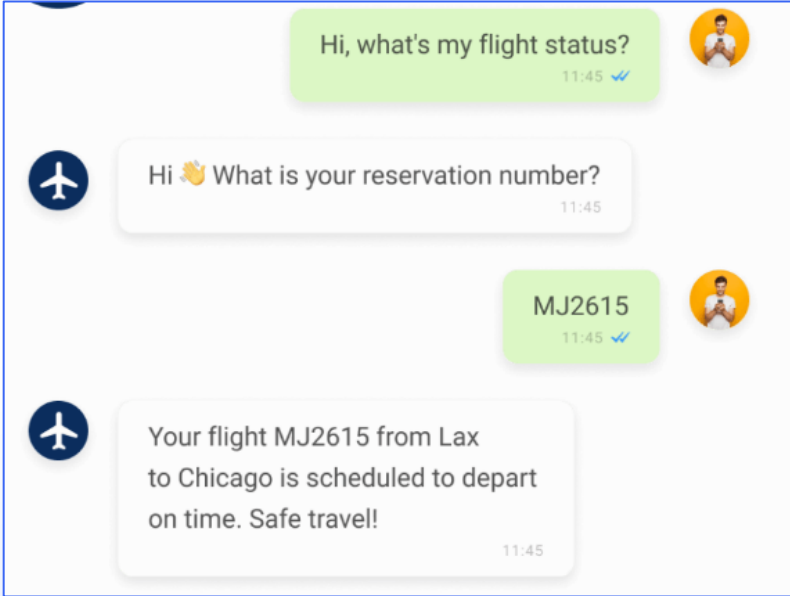 Hi, what's my flight status?
11:45
Hi 👋 What is your reservation number?
11:45
MJ2615
11:45
Your flight MJ2615 from Lax
to Chicago is scheduled to depart
on time. Safe travel!
11:45